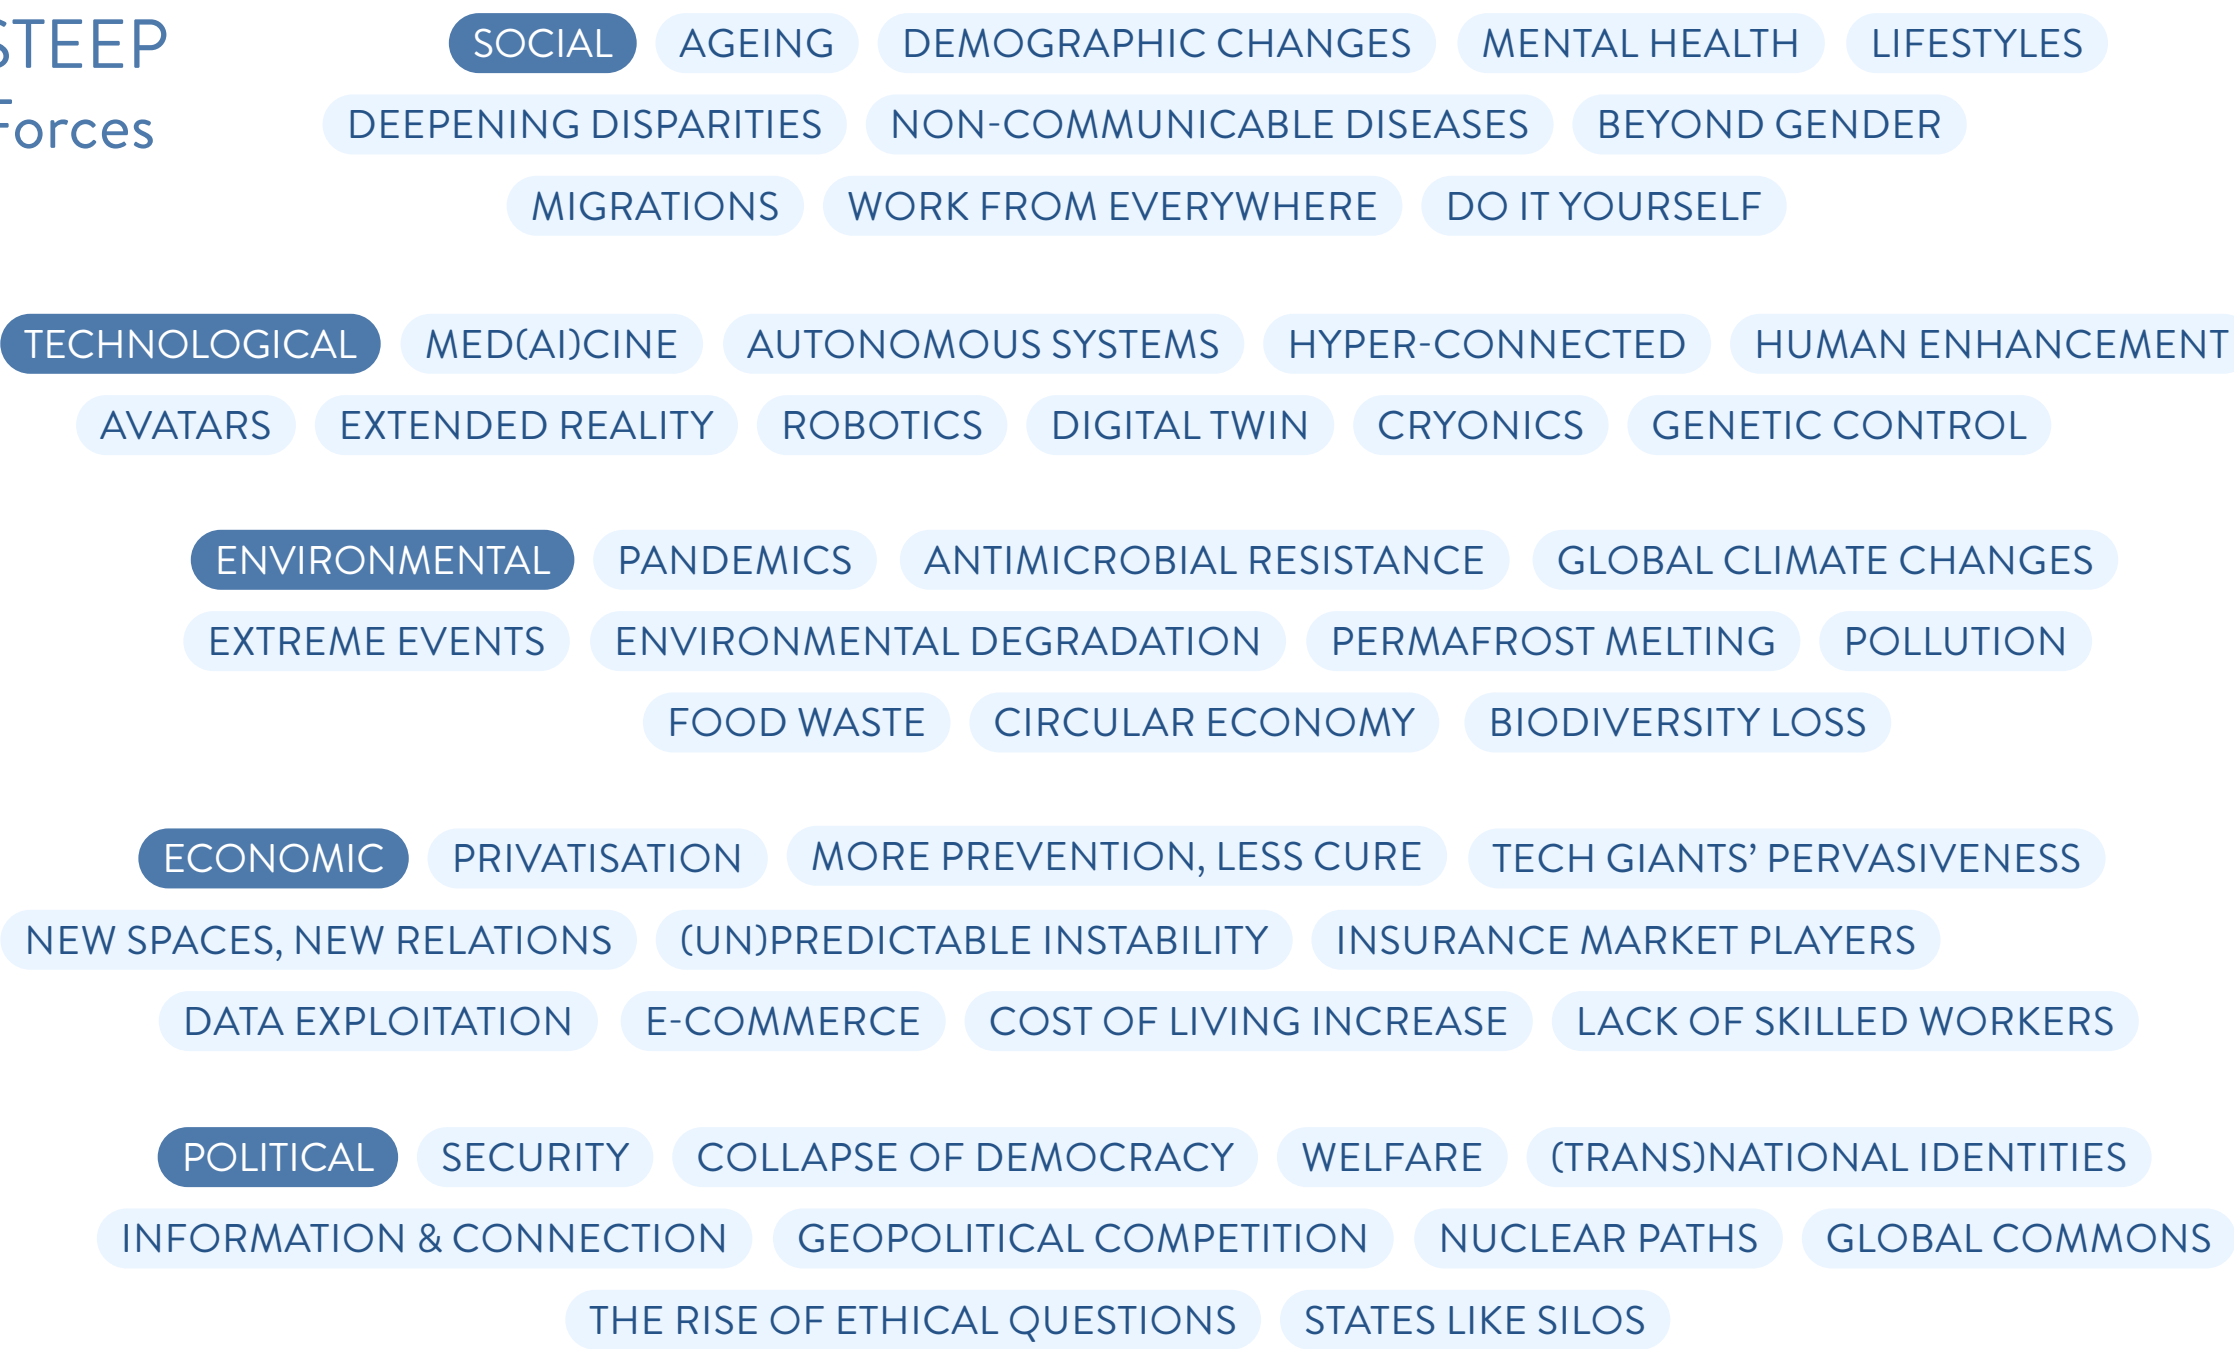 STEEP
Forces
SOCIAL AGEING DEMOGRAPHIC CHANGES MENTAL HEALTH LIFESTYLES
DEEPENING DISPARITIES NON-COMMUNICABLE DISEASES BEYOND GENDER
MIGRATIONS WORK FROM EVERYWHERE DO IT YOURSELF
TECHNOLOGICAL MED(AI)CINE AUTONOMOUS SYSTEMS HYPER-CONNECTED HUMAN ENHANCEMENT
AVATARS EXTENDED REALITY ROBOTICS DIGITAL TWIN CRYONICS GENETIC CONTROL
ENVIRONMENTAL PANDEMICS ANTIMICROBIAL RESISTANCE GLOBAL CLIMATE CHANGES
EXTREME EVENTS ENVIRONMENTAL DEGRADATION PERMAFROST MELTING POLLUTION
FOOD WASTE CIRCULAR ECONOMY BIODIVERSITY LOSS
ECONOMIC PRIVATISATION MORE PREVENTION, LESS CURE TECH GIANTS’ PERVASIVENESS
NEW SPACES, NEW RELATIONS (UN)PREDICTABLE INSTABILITY INSURANCE MARKET PLAYERS
DATA EXPLOITATION E-COMMERCE COST OF LIVING INCREASE LACK OF SKILLED WORKERS
POLITICAL SECURITY COLLAPSE OF DEMOCRACY WELFARE (TRANS)NATIONAL IDENTITIES
INFORMATION & CONNECTION GEOPOLITICAL COMPETITION NUCLEAR PATHS GLOBAL COMMONS
THE RISE OF ETHICAL QUESTIONS STATES LIKE SILOS